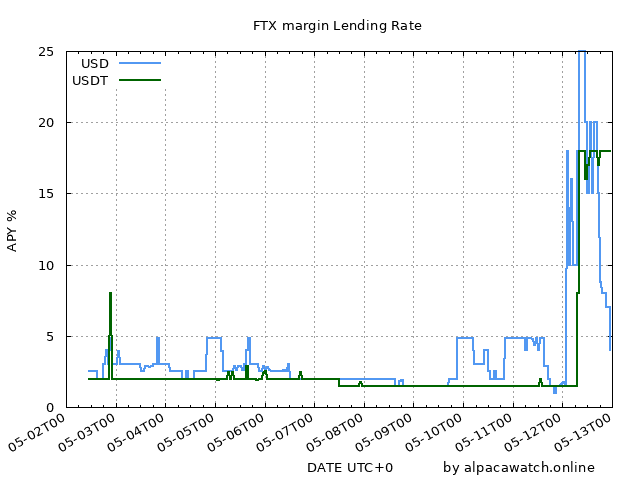 FTX margin Lending Rate
USD
USDT
25
20
15
10
5
0
APY %
05-02T00
05-03T00
05-04T00
05-05T00
05-06T00
05-07T00
05-08T00
05-09T00
05-10T00
05-11T00
05-12T00
05-13T00
DATE UTC+0
by alpacawatch.online